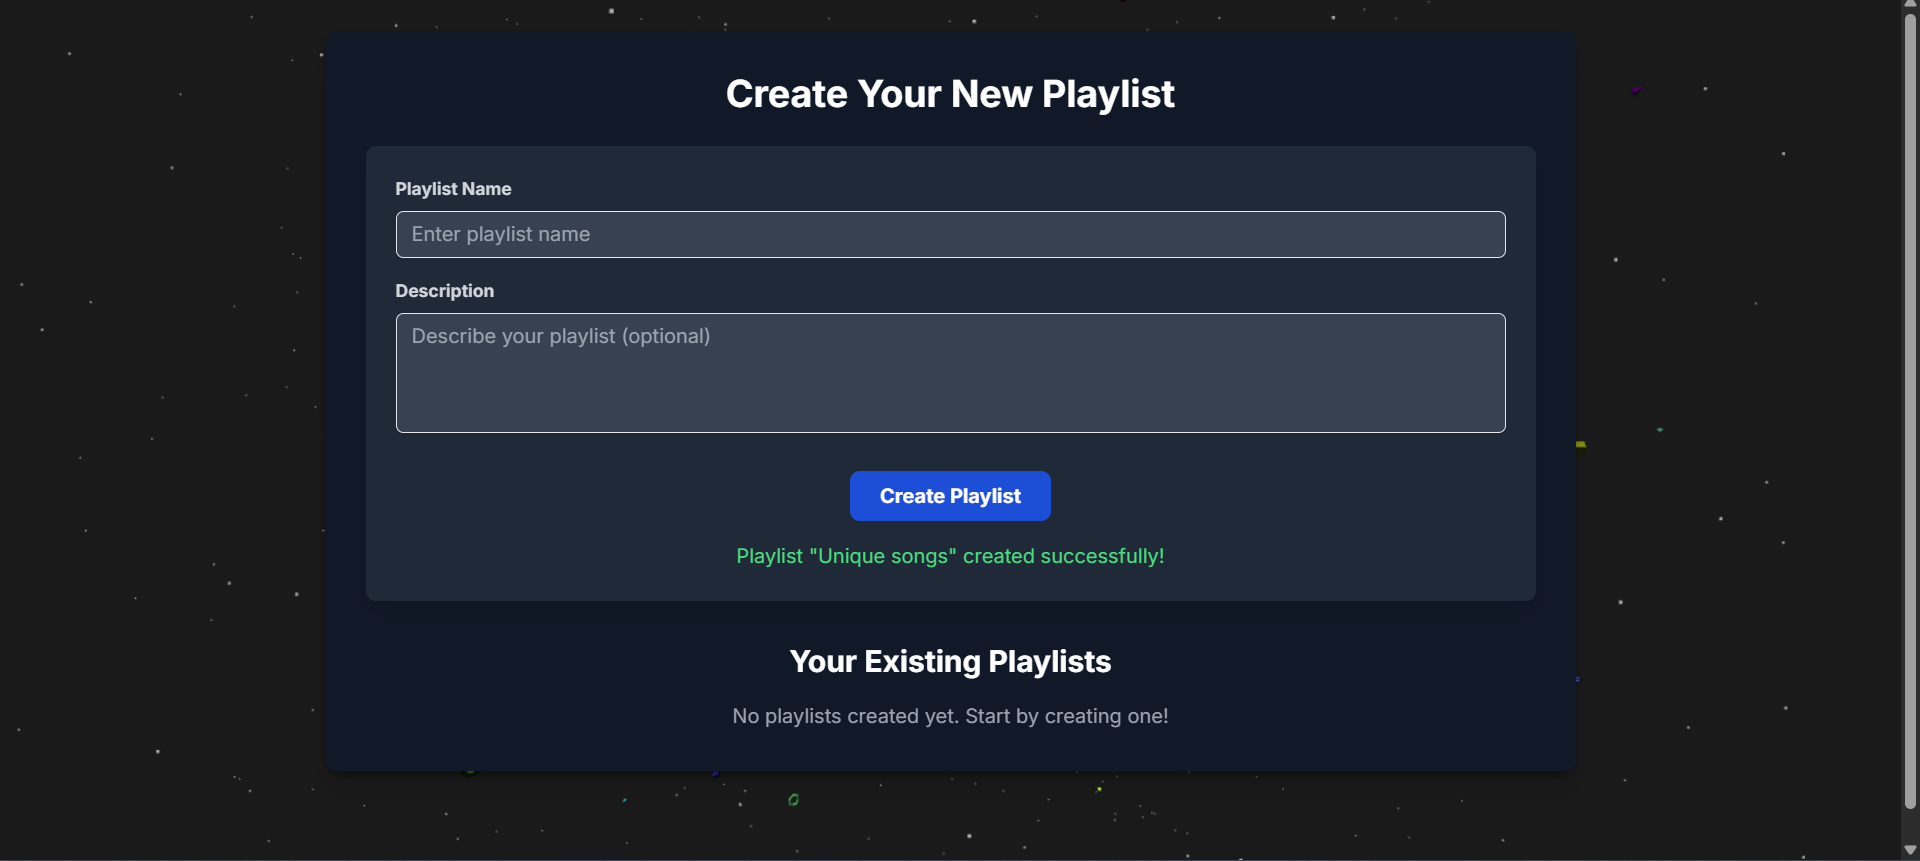 Create Your New Playlist
Playlist Name
Enter playlist name
Description
Describe your playlist (optional)
Create Playlist
Playlist "Unique songs" created successfully!
Your Existing Playlists
No playlists created yet. Start by creating one!